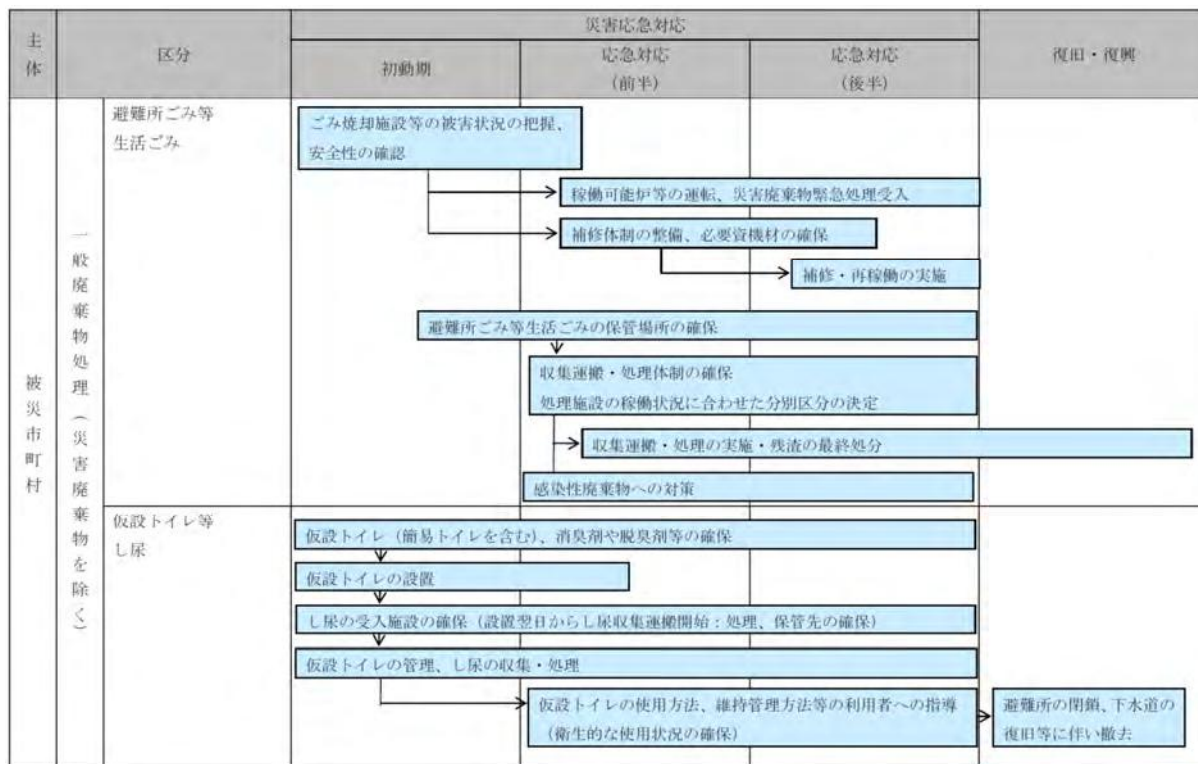 主体
区分
災害応急対応
初動期
応急対応
(前半)
応急対応
(後半)
復旧・復興
被災市町村
一般廃棄物処理(災害廃棄物を除く)
避難所ごみ等
生活ごみ
ごみ焼却施設等の被害状況の把握、
安全性の確認
稼働可能炉等の運転、災害廃棄物緊急処理受入
補修体制の整備、必要資機材の確保
補修・再稼働の実施
避難所ごみ等生活ごみの保管場所の確保
収集運搬・処理体制の確保
処理施設の稼働状況に合わせた分別区分の決定
収集運搬・処理の実施・残渣の最終処分
感染性廃棄物への対策
仮設トイレ等
し尿
仮設トイレ(簡易トイレを含む)、消臭剤や脱臭剤等の確保
仮設トイレの設置
し尿の受入施設の確保(設置翌日からし尿収集運搬開始:処理、保管先の確保)
仮設トイレの管理、し尿の収集・処理
仮設トイレの使用方法、維持管理方法等の利用者への指導
(衛生的な使用状況の確保)
避難所の閉鎖、下水道の
復旧等に伴い撤去